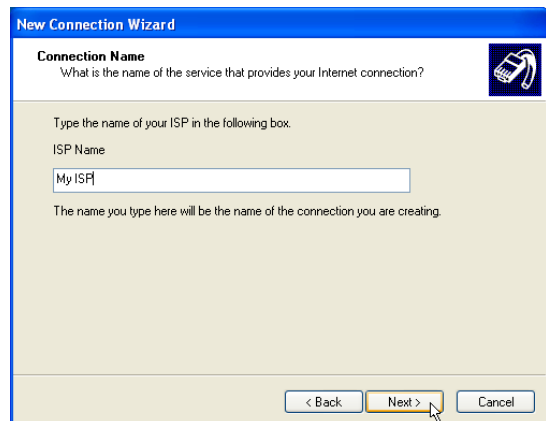 New Connection Wizard
Connection Name
What is the name of the service that provides your Internet connection?
Type the name of your ISP in the following box.
ISP Name
My ISP
The name you type here will be the name of the connection you are creating.
< Back
Next >
Cancel